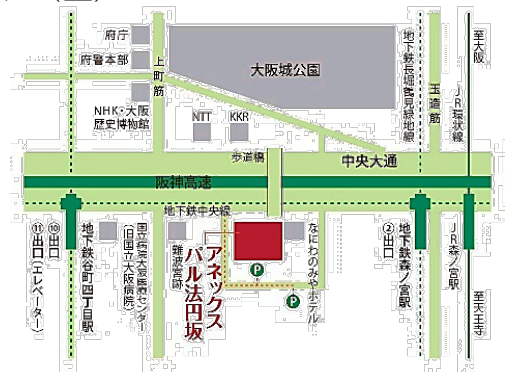 府庁
府警本部
上町筋
大阪城公園
地下鉄長堀鶴見緑地線
玉造筋
至大阪
JR環状線
NHK・大阪
歴史博物館
NTT
KKR
歩道橋
中央大通
阪神高速
地下鉄中央線
⑪出口(エレベーター)
⑩出口
地下鉄谷町四丁目駅
国立病院大阪医療センター
(旧国立大阪病院)
難波宮跡
アネックス
パル法円坂
P
P
なにわのみやホテル
②出口
地下鉄森ノ宮駅
JR森ノ宮駅
至天王寺